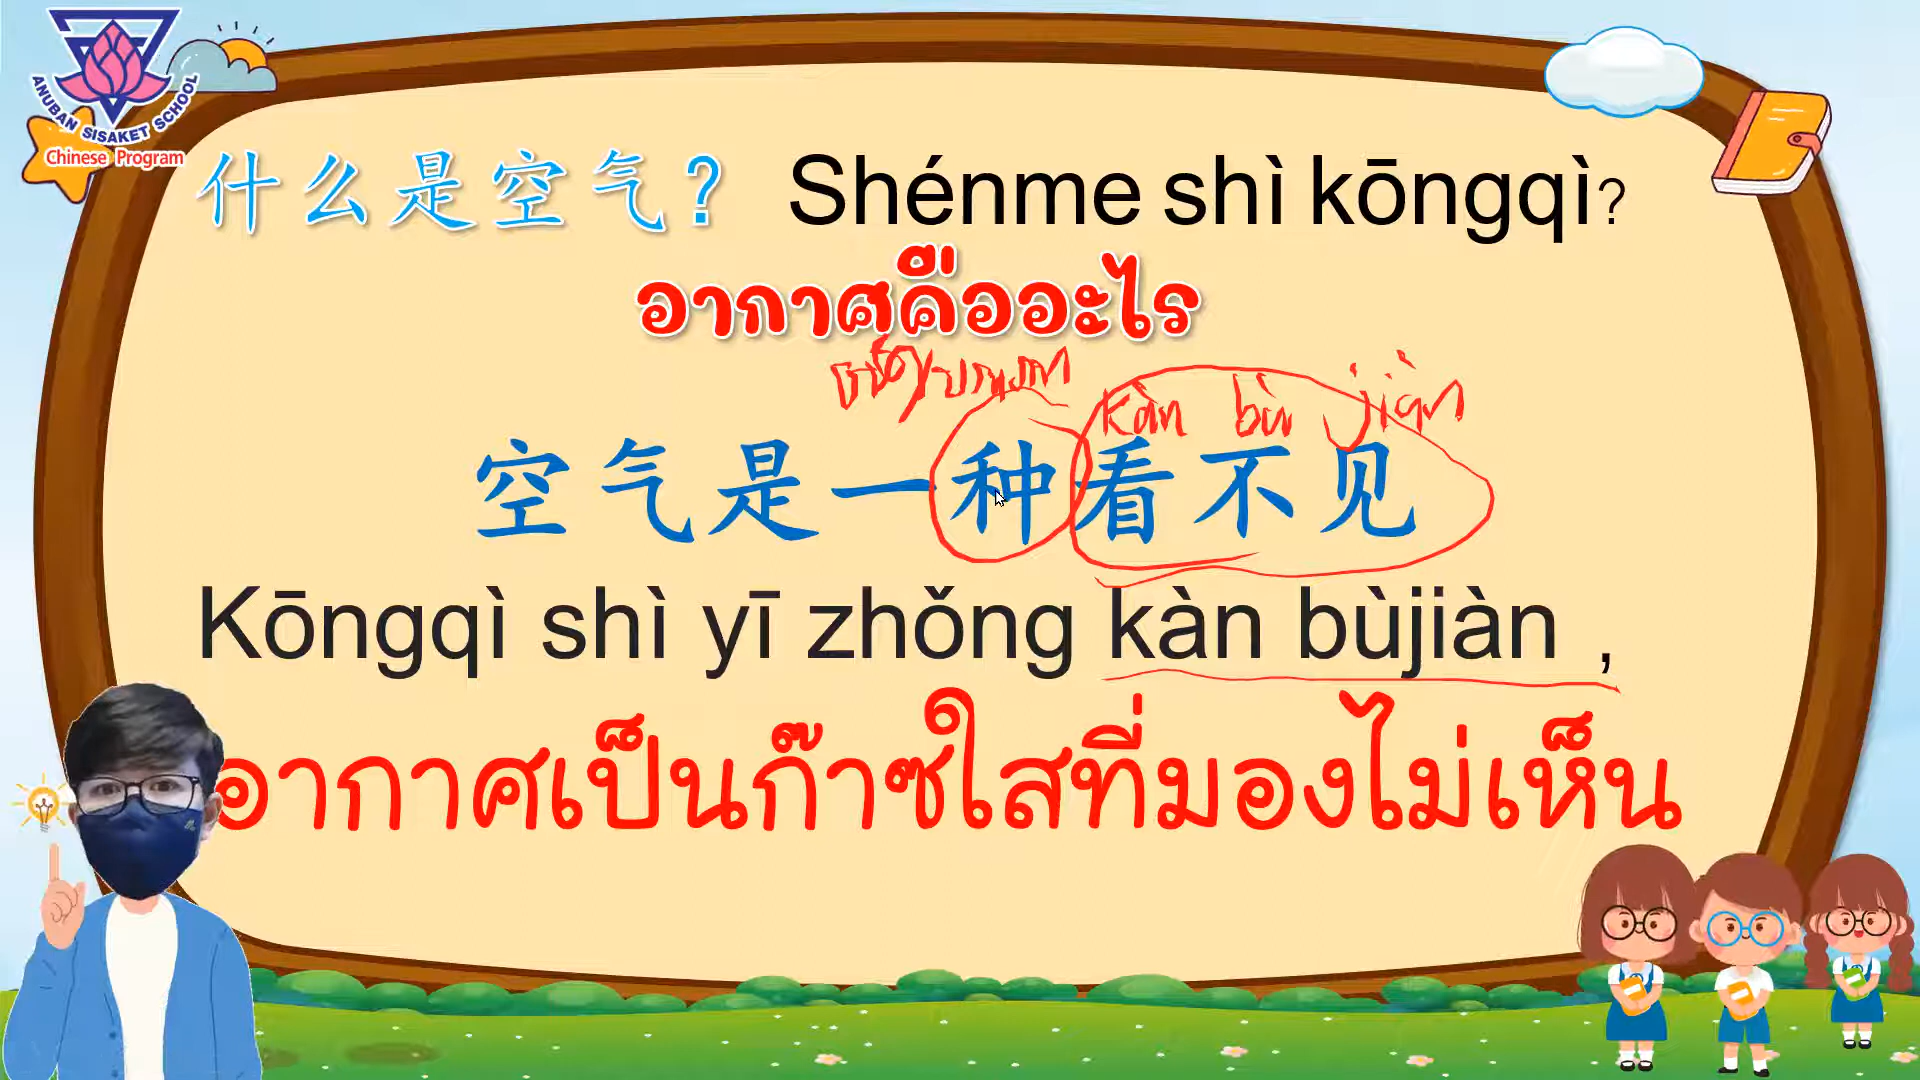 ANUBAN SISAKET SCHOOL
Chinese Program
什么是空气？ Shénme shì kōngqì?
อากาศคืออะไร
kàn bù jiàn
空气是一种看不见
Kōngqì shì yī zhǒng kàn bùjiàn ,
อากาศเป็นก๊าซใสที่มองไม่เห็น